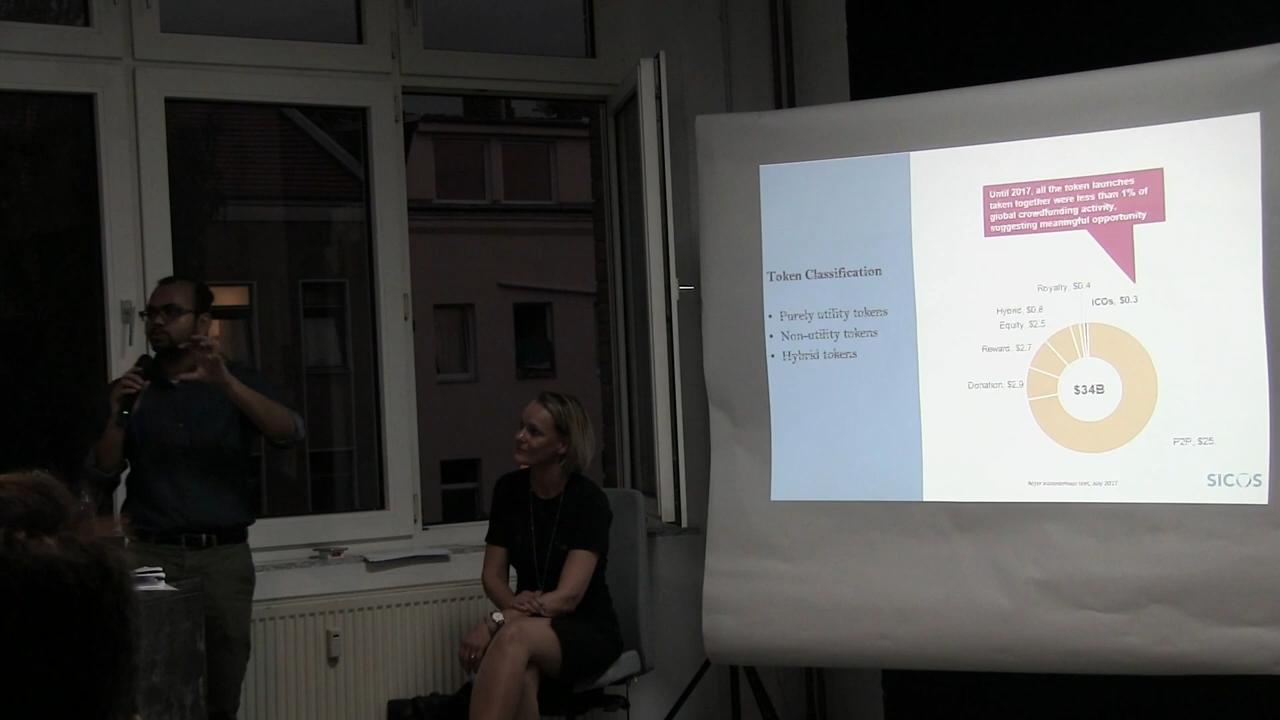 Until 2017, all the token launches
taken together were less than 1% of
global crowdfunding activity,
suggesting meaningful opportunity
Token Classification
• Purely utility tokens
• Non-utility tokens
• Hybrid tokens
Royalty, $0.4
ICOs, $0.3
Hybrid, $0.8
Equity, $2.5
Reward, $2.7
Donation, $2.9
$34B
P2P, $25
July 2017
SICOS